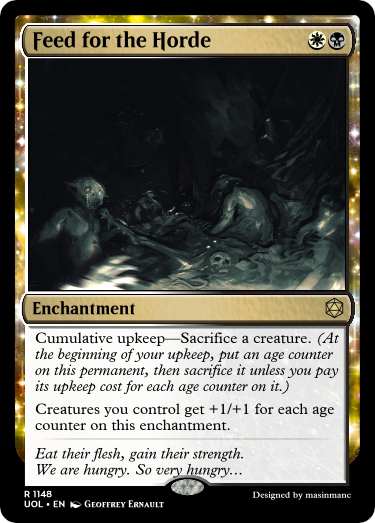 Feed for the Horde
Enchantment
Cumulative upkeep—Sacrifice a creature. (At
the beginning of your upkeep, put an age counter
on this permanent, then sacrifice it unless you pay
its upkeep cost for each age counter on it.)
Creatures you control get +1/+1 for each age
counter on this enchantment.
Eat their flesh, gain their strength.
We are hungry. So very hungry…
R 1148
UOL • EN Geoffrey Ernault
Designed by masinmanc